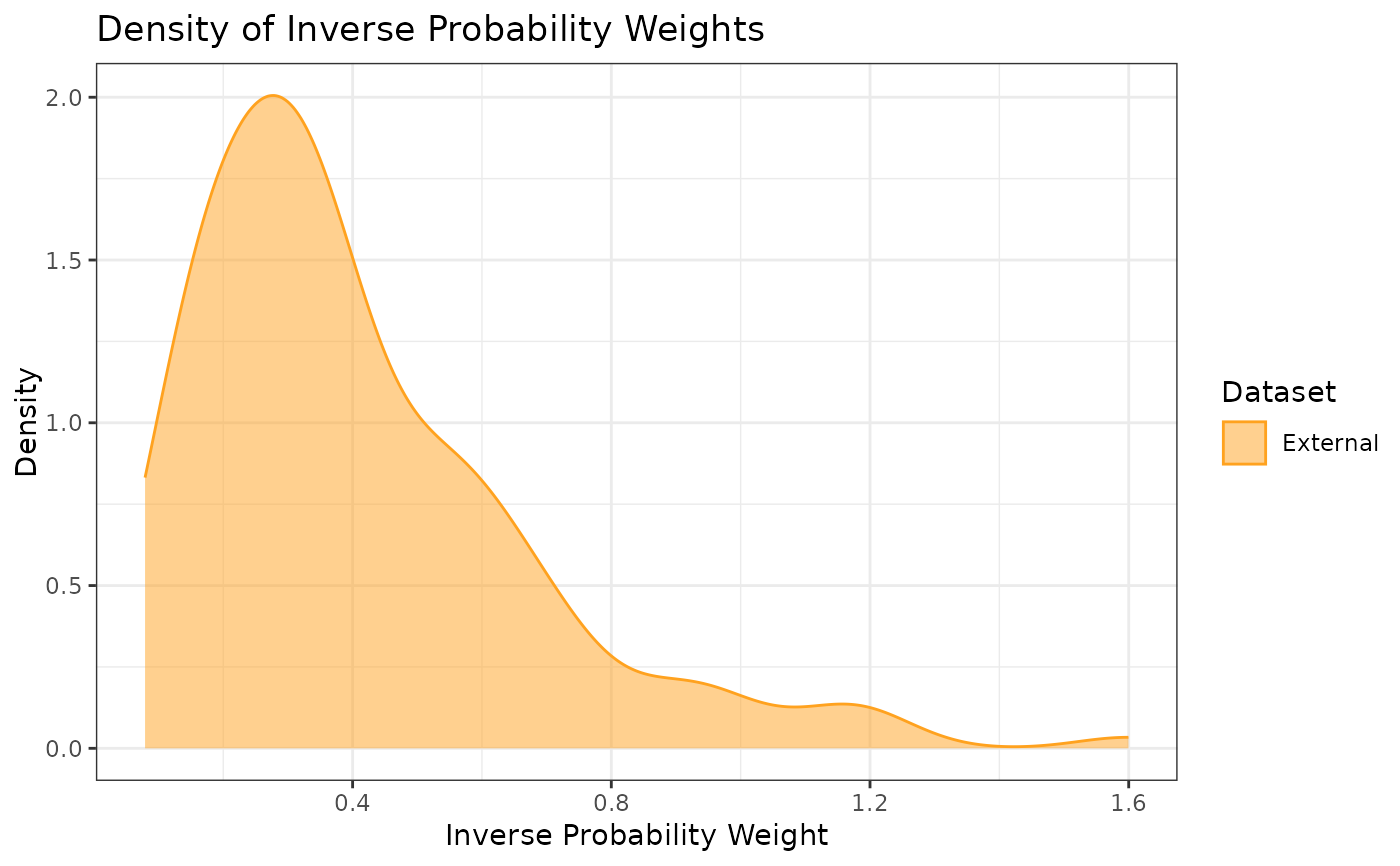 Density of Inverse Probability Weights
2.0
1.5
1.0
0.5
0.0
Density
0.4
0.8
1.2
1.6
Inverse Probability Weight
Dataset
External